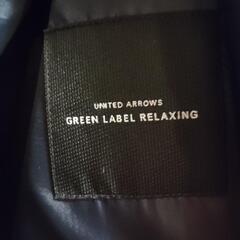 UNITED ARROWS
GREEN LABEL RELAXING